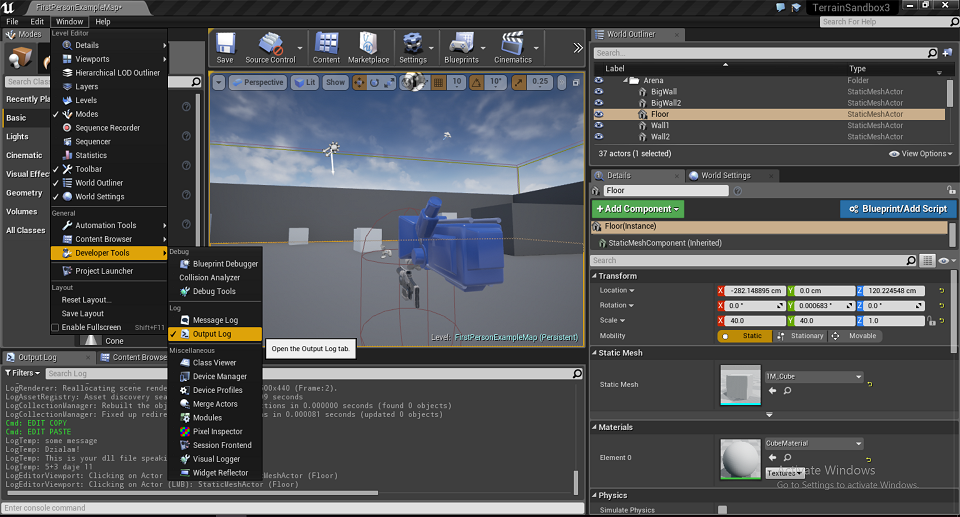 FirstPersonExampleMap•
TerrainSandbox3
File Edit Window Help
Search For Help
Modes
Search Class
Recently Pla
Basic
Lights
Cinematic
Visual Effec
Geometry
Volumes
All Classes
Cone
Level Editor
Details
Viewports
Hierarchical LOD Outliner
Layers
Levels
Modes
Sequence Recorder
Sequencer
Statistics
Toolbar
World Outliner
World Settings
General
Automation Tools
Content Browser
Developer Tools
Project Launcher
Layout
Reset Layout...
Save Layout
Enable Fullscreen Shift+F11
Debug
Blueprint Debugger
Collision Analyzer
Debug Tools
Log
Message Log
Output Log
Miscellaneous
Class Viewer
Device Manager
Device Profiles
Merge Actors
Modules
Pixel Inspector
Session Frontend
Visual Logger
Widget Reflector
Open the Output Log tab.
Save Source Control Content Marketplace Settings Blueprints Cinematics
Perspective Lit Show 10 10° 0.25
Level: FirstPersonExampleMap (Persistent)
Output Log Content Browser
Filters Search Log
LogRenderer: Reallocating scene rende 600x440 (Frame:2).
LogAssetRegistry: Asset discovery sea 99 seconds
LogCollectionManager: Rebuilt the obj ctions in 0.000000 seconds (found 0 objects)
LogCollectionManager: Fixed up redire in 0.000081 seconds (updated 0 objects)
Cmd: EDIT COPY
Cmd: EDIT PASTE
LogTemp: some message
LogTemp: Dzialam!
LogTemp: This is your dll file speaki
LogTemp: 5+3 daje 11
LogEditorViewport: Clicking on Actor MeshActor (Floor)
LogEditorViewport: Clicking on Actor (LMB): StaticMeshActor (Floor)
Enter console command
World Outliner
Search...
Label Type
Arena Folder
BigWall StaticMeshActor
BigWall2 StaticMeshActor
Floor StaticMeshActor
Wall1 StaticMeshActor
Wall2 StaticMeshActor
37 actors (1 selected) View Options
Details World Settings
Floor
+Add Component Blueprint/Add Script
Floor(Instance)
StaticMeshComponent (Inherited)
Search
Transform
Location X -282.148895 cm Y 0.0 cm Z 120.224548 cm
Rotation X 0.0 ° Y 0.000683 ° Z 0.0 °
Scale X 40.0 Y 40.0 Z 1.0
Mobility Static Stationary Movable
Static Mesh
Static Mesh 1M_Cube
Materials
Element 0 CubeMaterial
Textures
Activate Windows
Go to Settings to activate Windows.
Physics
Simulate Physics